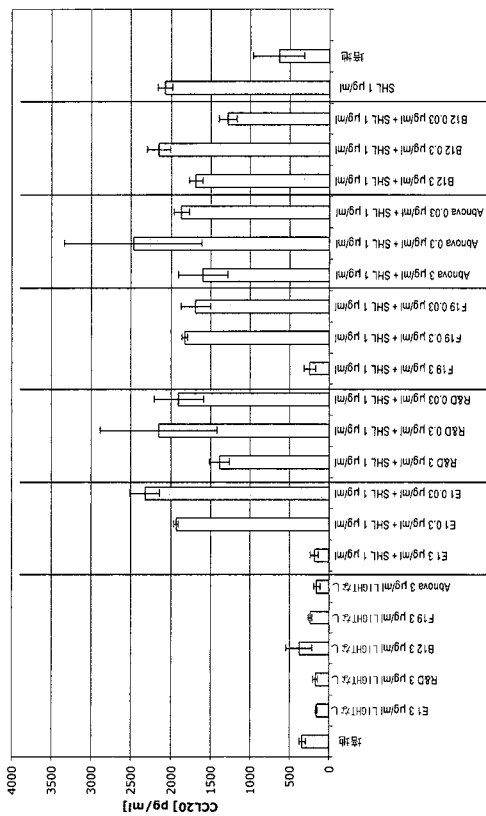 CCL20] pg/ml]
4000
3500
3000
2500
2000
1500
1000
500
0
培地
E1 3 µg/ml LIGHTなし
R&D 3 µg/ml LIGHTなし
B12 3 µg/ml LIGHTなし
F19 3 µg/ml LIGHTなし
Abnova 3 µg/ml LIGHTなし
E1 3 µg/ml + SHL 1 µg/ml
E1 0.3 µg/ml + SHL 1 µg/ml
E1 0.03 µg/ml + SHL 1 µg/ml
R&D 3 µg/ml + SHL 1 µg/ml
R&D 0.3 µg/ml + SHL 1 µg/ml
R&D 0.03 µg/ml + SHL 1 µg/ml
F19 3 µg/ml + SHL 1 µg/ml
F19 0.3 µg/ml + SHL 1 µg/ml
F19 0.03 µg/ml + SHL 1 µg/ml
Abnova 3 µg/ml + SHL 1 µg/ml
Abnova 0.3 µg/ml + SHL 1 µg/ml
Abnova 0.03 µg/ml + SHL 1 µg/ml
B12 3 µg/ml + SHL 1 µg/ml
B12 0.3 µg/ml + SHL 1 µg/ml
B12 0.03 µg/ml + SHL 1 µg/ml
SHL 1 µg/ml
培地